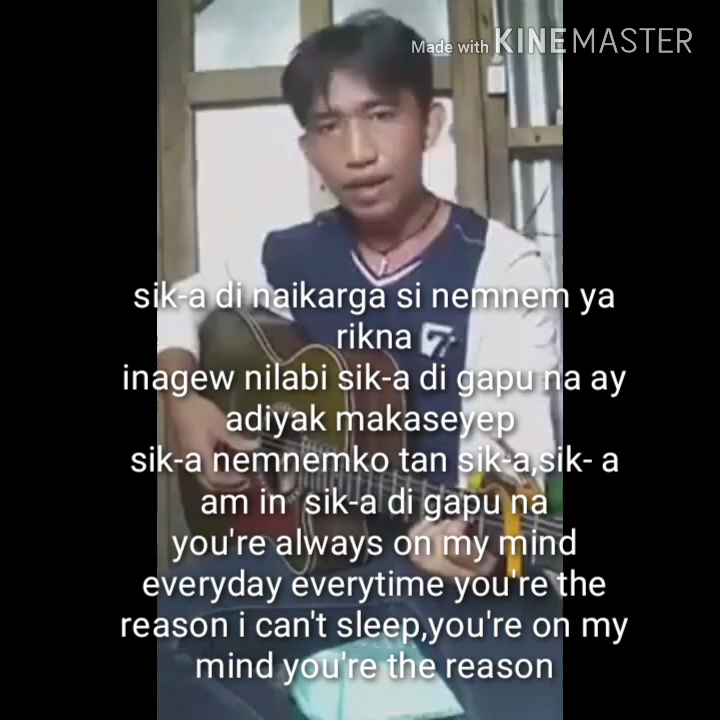 Made with KINEMASTER
sik-a di naikarga si nemnem ya
rikna
inagew nilabi sik-a di gapu na ay
adiyak makaseyep
sik-a nemnemko tan sik-a,sik- a
am in sik-a di gapu na
you're always on my mind
everyday everytime you're the
reason i can't sleep,you're on my
mind you're the reason